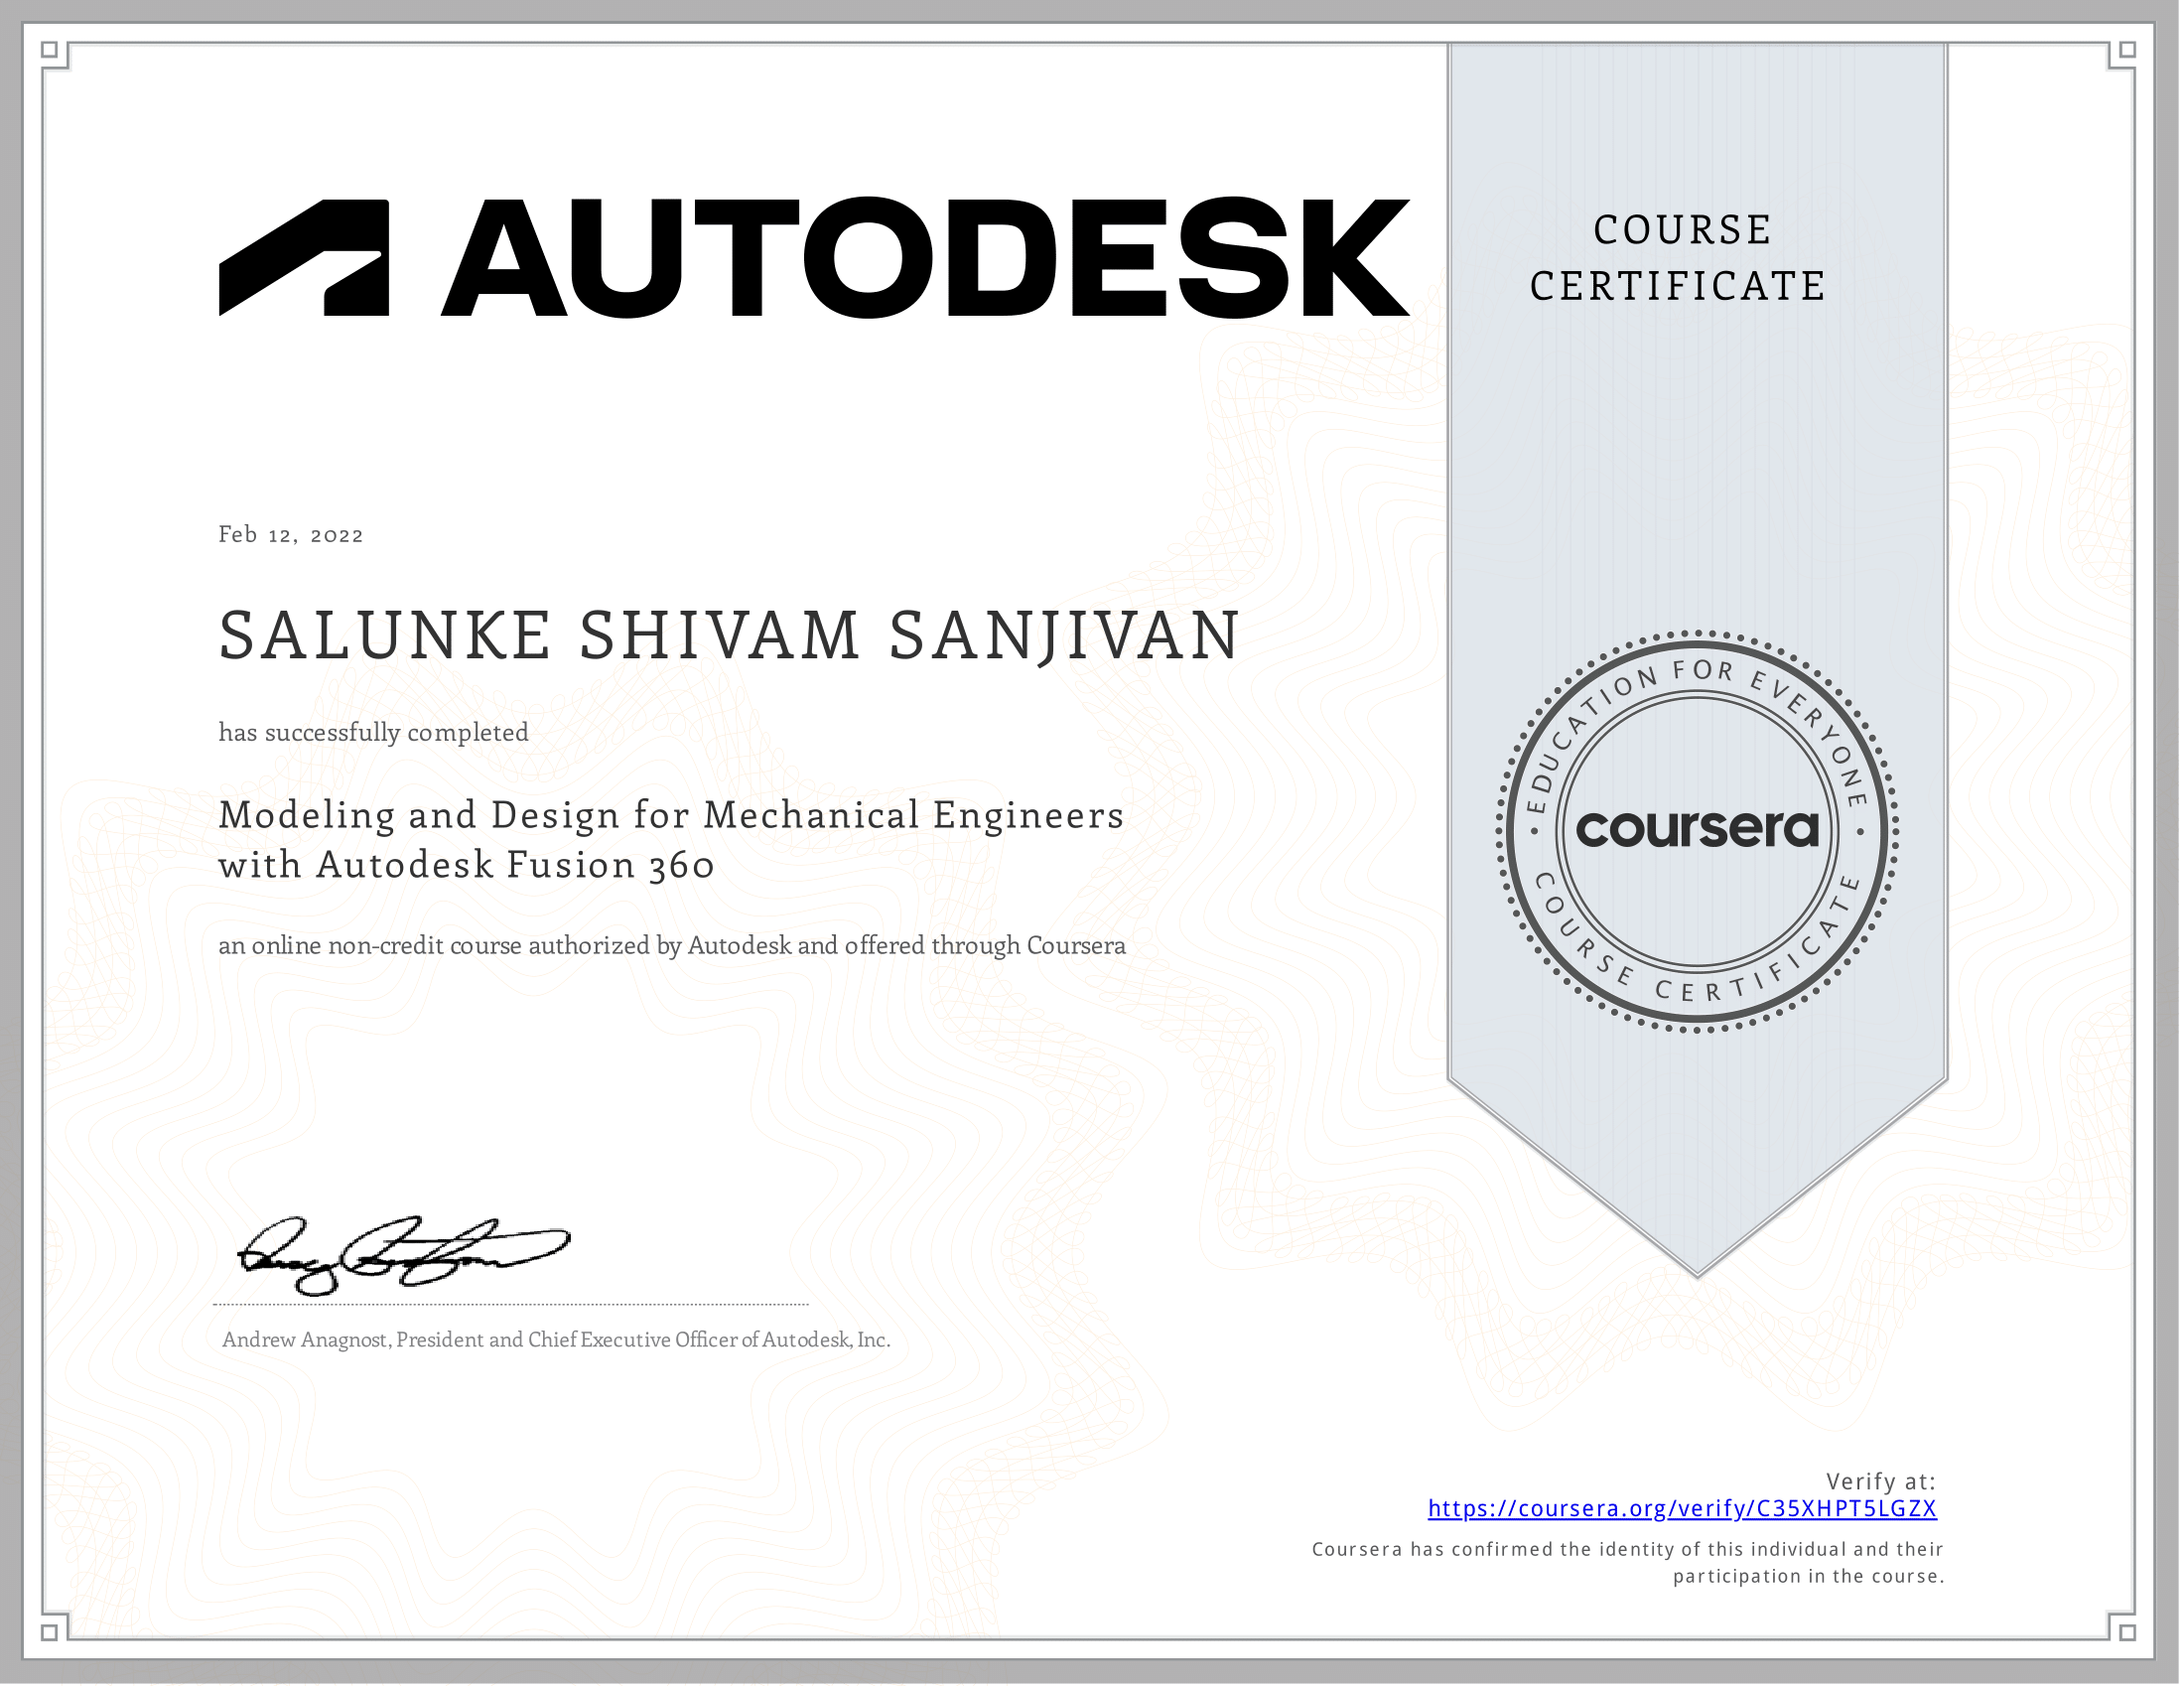 AUTODESK
COURSE
CERTIFICATE
Feb 12, 2022
SALUNKE SHIVAM SANJIVAN
has successfully completed
Modeling and Design for Mechanical Engineers
with Autodesk Fusion 360
an online non-credit course authorized by Autodesk and offered through Coursera
EDUCATION FOR EVERYONE
coursera
COURSE CERTIFICATE
Andrew Anagnost, President and Chief Executive Officer of Autodesk, Inc.
Verify at:
https://coursera.org/verify/C35XHPT5LGZX
Coursera has confirmed the identity of this individual and their
participation in the course.